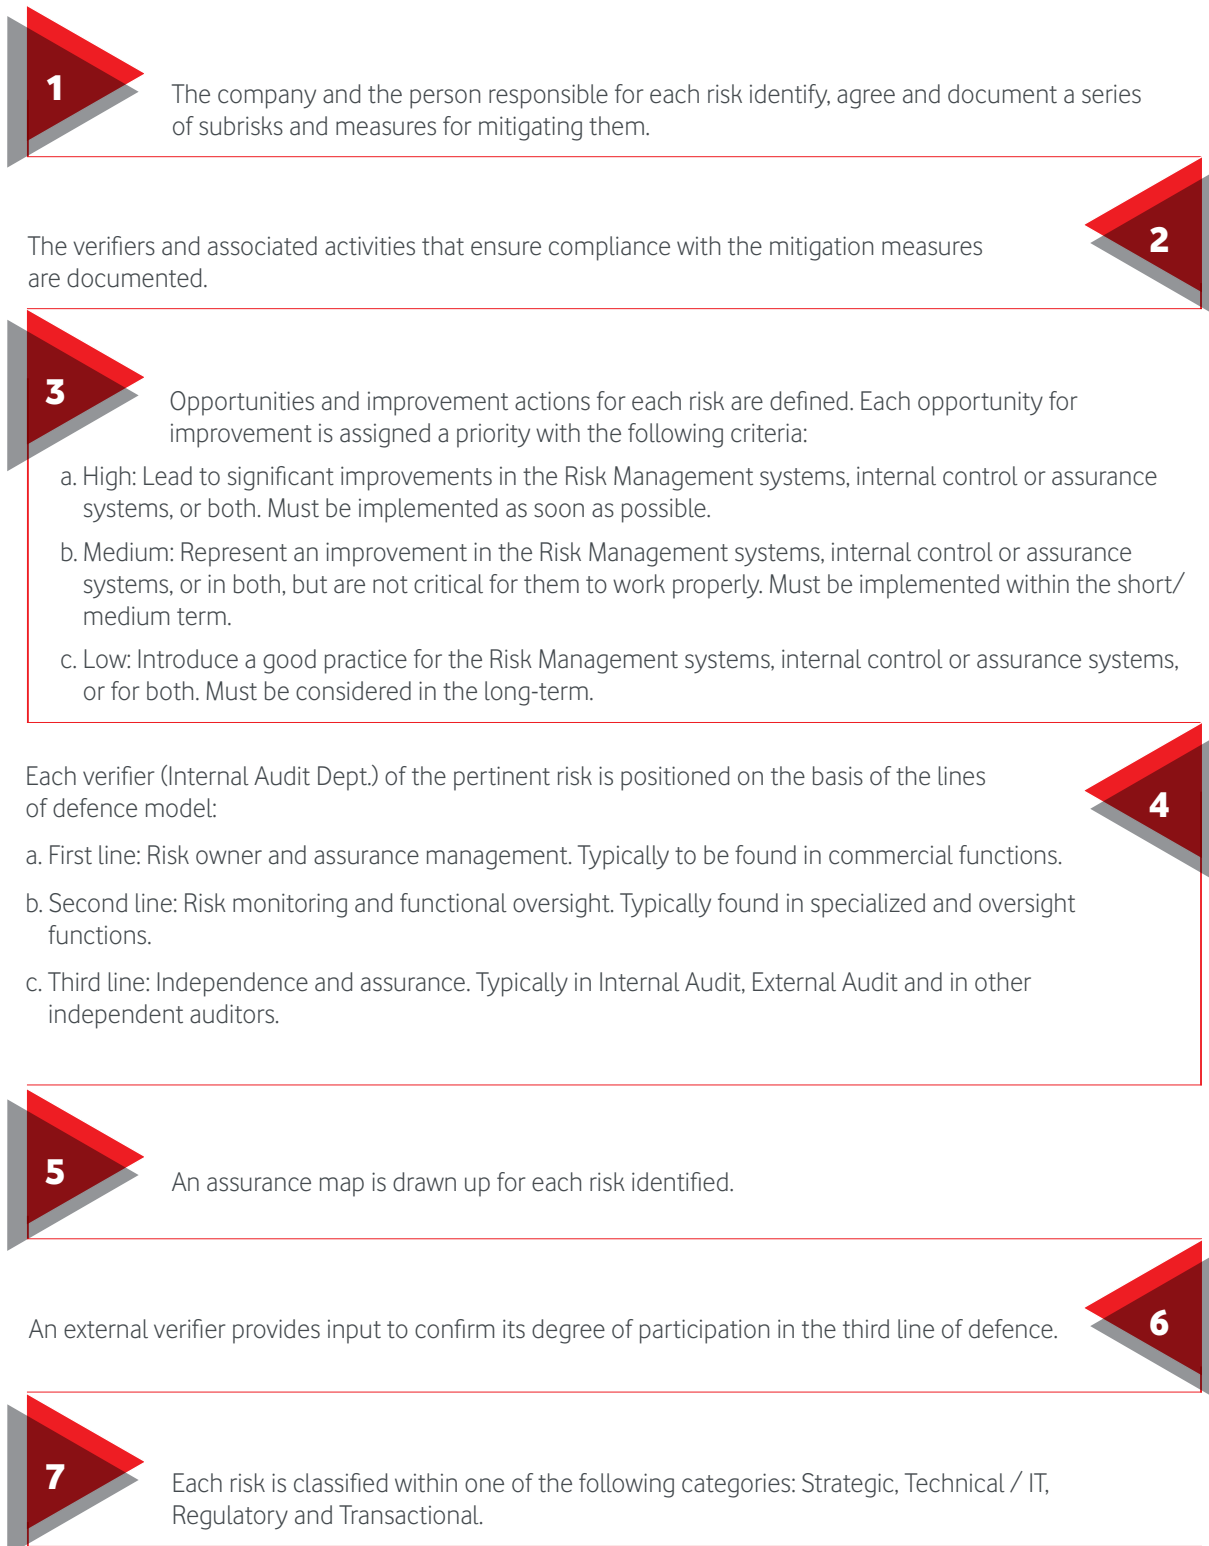 1
The company and the person responsible for each risk identify, agree and document a series
of subrisks and measures for mitigating them.
2
The verifiers and associated activities that ensure compliance with the mitigation measures
are documented.
3
Opportunities and improvement actions for each risk are defined. Each opportunity for
improvement is assigned a priority with the following criteria:
a. High: Lead to significant improvements in the Risk Management systems, internal control or assurance
systems, or both. Must be implemented as soon as possible.
b. Medium: Represent an improvement in the Risk Management systems, internal control or assurance
systems, or in both, but are not critical for them to work properly. Must be implemented within the short/
medium term.
c. Low: Introduce a good practice for the Risk Management systems, internal control or assurance systems,
or for both. Must be considered in the long-term.
4
Each verifier (Internal Audit Dept.) of the pertinent risk is positioned on the basis of the lines
of defence model:
a. First line: Risk owner and assurance management. Typically to be found in commercial functions.
b. Second line: Risk monitoring and functional oversight. Typically found in specialized and oversight
functions.
c. Third line: Independence and assurance. Typically in Internal Audit, External Audit and in other
independent auditors.
5
An assurance map is drawn up for each risk identified.
6
An external verifier provides input to confirm its degree of participation in the third line of defence.
7
Each risk is classified within one of the following categories: Strategic, Technical / IT,
Regulatory and Transactional.